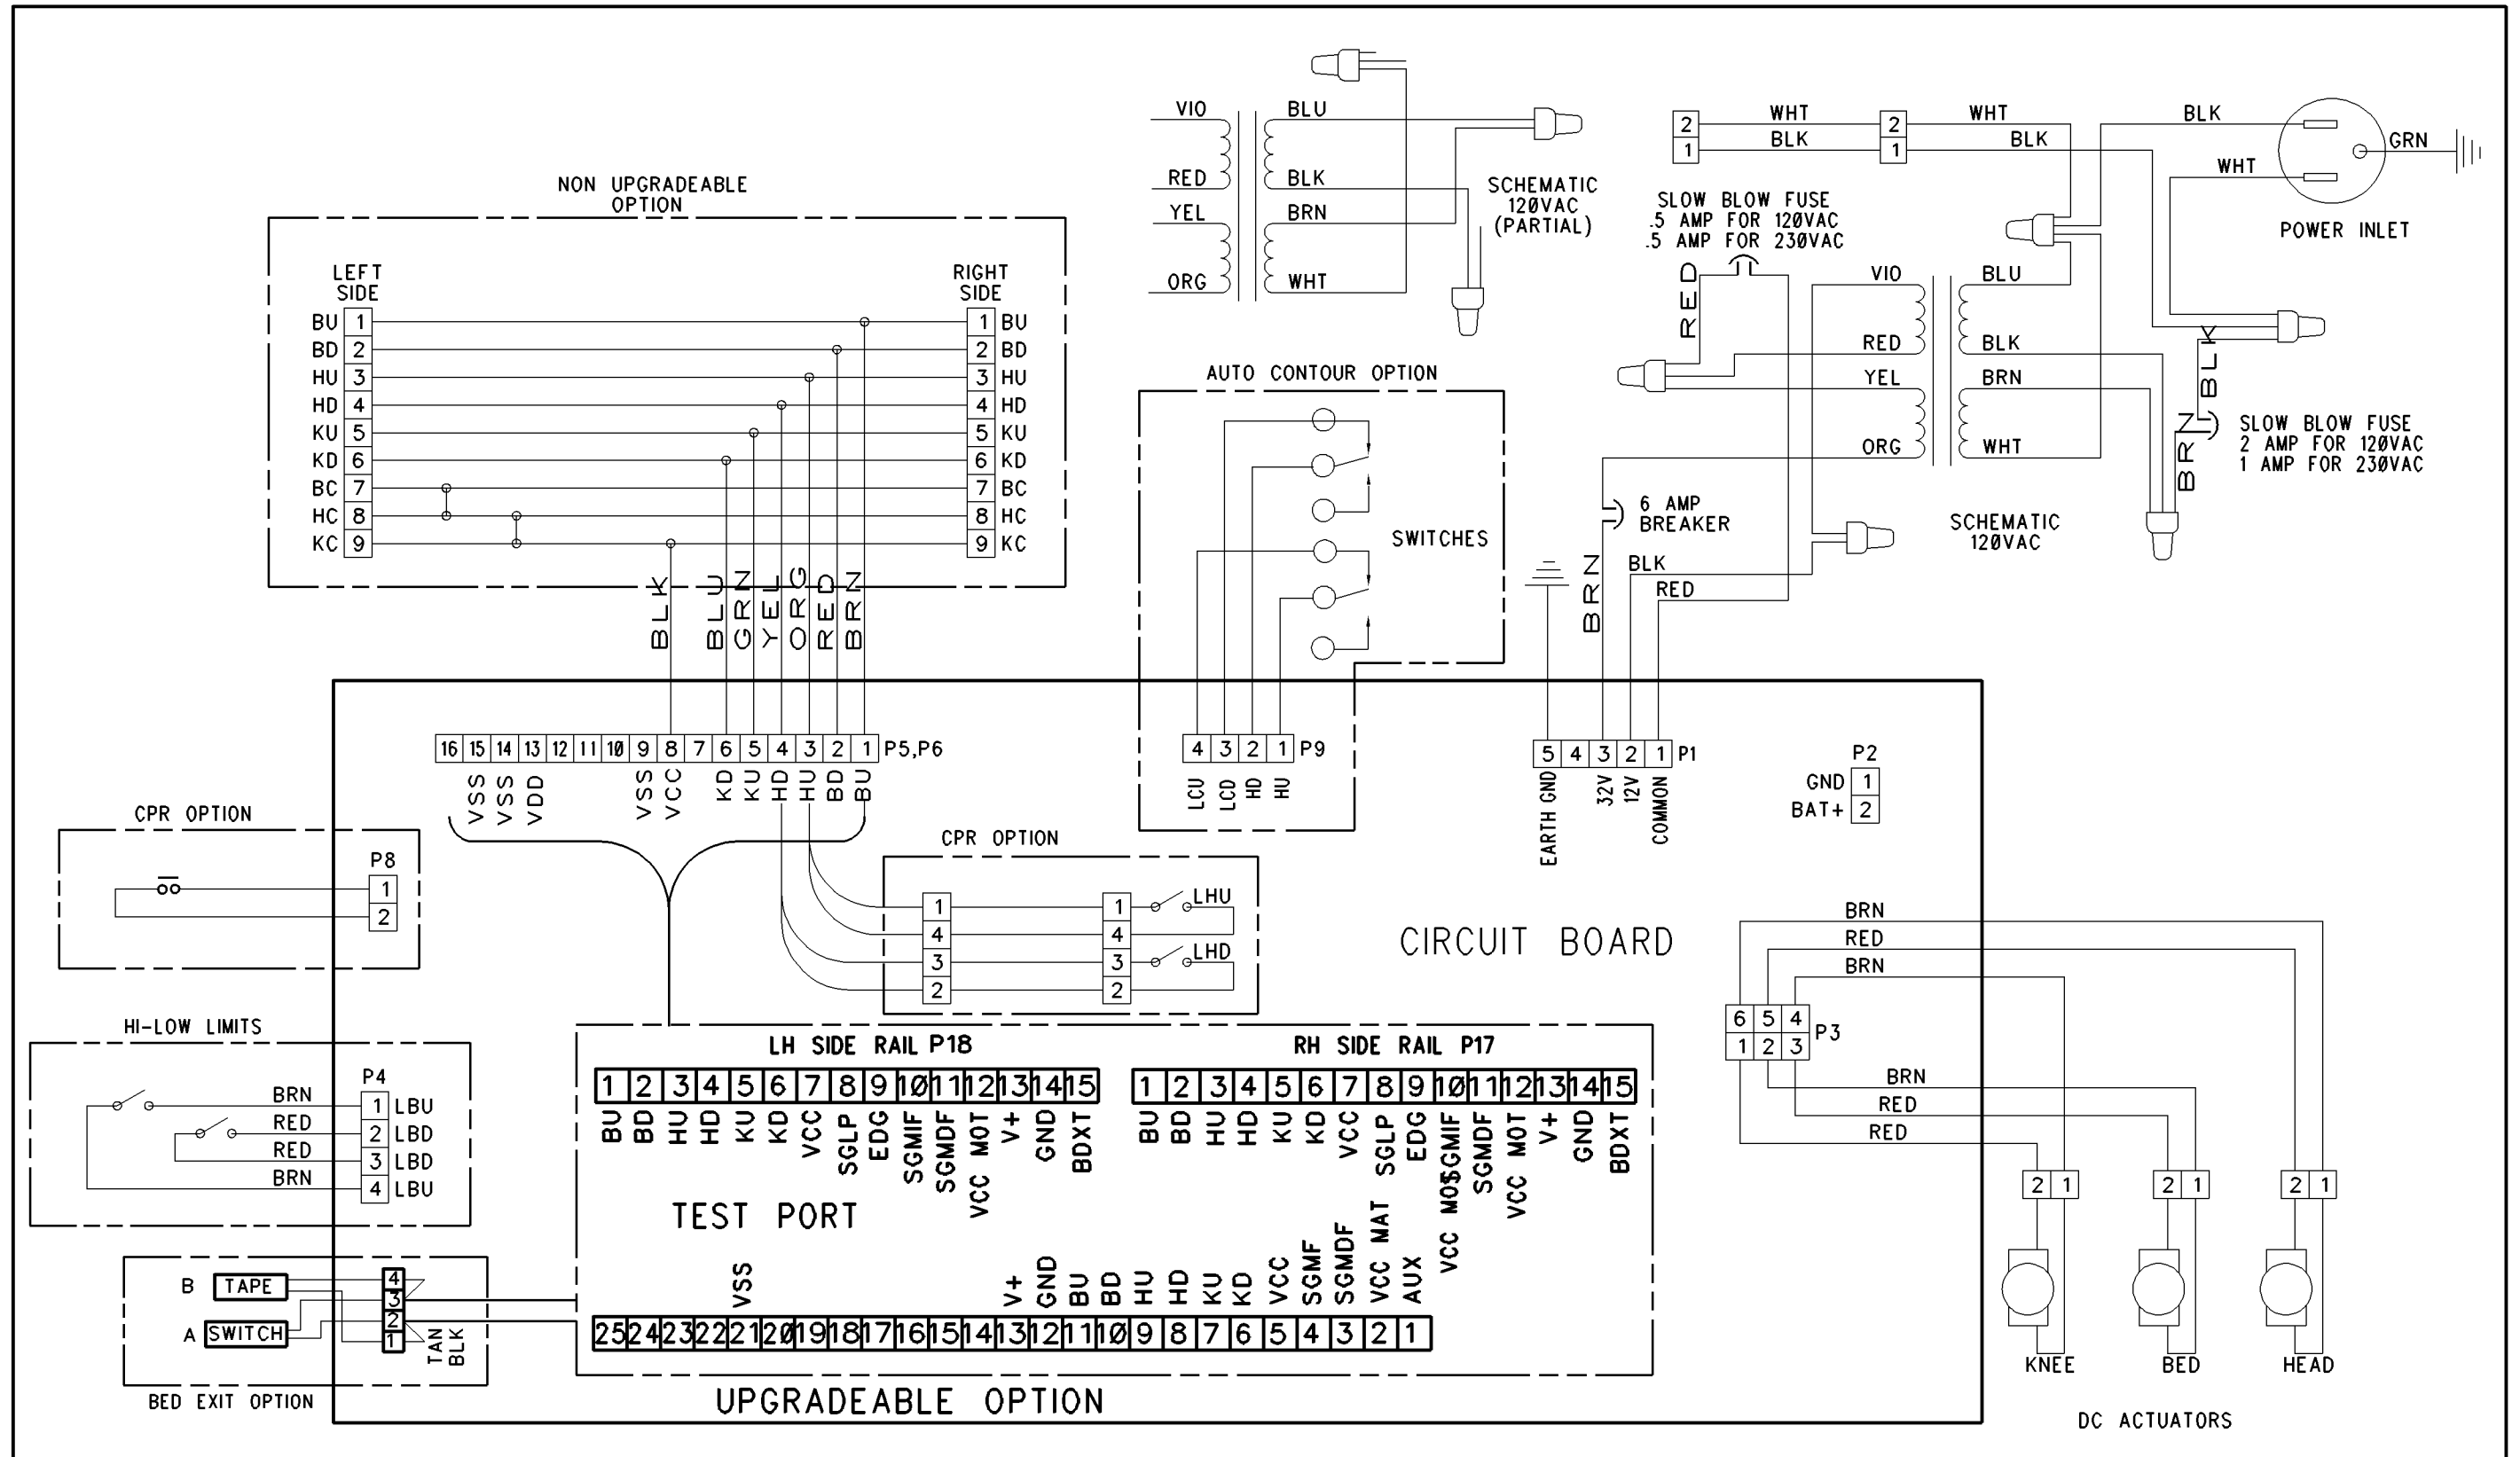 NON UPGRADEABLE
OPTION
LEFT
SIDE
RIGHT
SIDE
BU 1 1 BU
BD 2 2 BD
HU 3 3 HU
HD 4 4 HD
KU 5 5 KU
KD 6 6 KD
BC 7 7 BC
HC 8 8 HC
KC 9 9 KC
BLK BLU GRN YEL ORG RED BRN
VIO BLU
RED BLK
YEL BRN
ORG WHT
SCHEMATIC
120VAC
(PARTIAL)
2 WHT 2 WHT
1 BLK 1 BLK
BLK
GRN
WHT
POWER INLET
SLOW BLOW FUSE
.5 AMP FOR 120VAC
.5 AMP FOR 230VAC
RED
VIO BLU
RED BLK
YEL BRN
ORG WHT
BLK
BRN
SLOW BLOW FUSE
2 AMP FOR 120VAC
1 AMP FOR 230VAC
6 AMP
BREAKER
SCHEMATIC
120VAC
BRN
BLK
RED
AUTO CONTOUR OPTION
SWITCHES
16 15 14 13 12 11 10 9 8 7 6 5 4 3 2 1 P5,P6
VSS VSS VDD VSS VCC KD KU HD HU BD BU
4 3 2 1 P9
LCU LCD HD HU
5 4 3 2 1 P1
EARTH GND 32V 12V COMMON
P2
GND 1
BAT+ 2
CPR OPTION
P8
1
2
CPR OPTION
1 1 LHU
4 4
3 3 LHD
2 2
CIRCUIT BOARD
HI-LOW LIMITS
P4
BRN 1 LBU
RED 2 LBD
RED 3 LBD
BRN 4 LBU
LH SIDE RAIL P18
1 2 3 4 5 6 7 8 9 10 11 12 13 14 15
BU BD HU HD KU KD VCC SGLP EDG SGMIF SGMDF VCC MOT V+ GND BDXT
RH SIDE RAIL P17
1 2 3 4 5 6 7 8 9 10 11 12 13 14 15
BU BD HU HD KU KD VCC SGLP EDG SGMIF SGMDF VCC MOT V+ GND BDXT
TEST PORT
VSS V+ GND BU BD HU HD KU KD VCC SGMF SGMDF VCC MAT AUX
25 24 23 22 21 20 19 18 17 16 15 14 13 12 11 10 9 8 7 6 5 4 3 2 1
UPGRADEABLE OPTION
B TAPE
A SWITCH
4
3
2
1
TAN
BLK
BED EXIT OPTION
BRN
RED
BRN
6 5 4
1 2 3
P3
BRN
RED
RED
2 1 2 1 2 1
KNEE BED HEAD
DC ACTUATORS